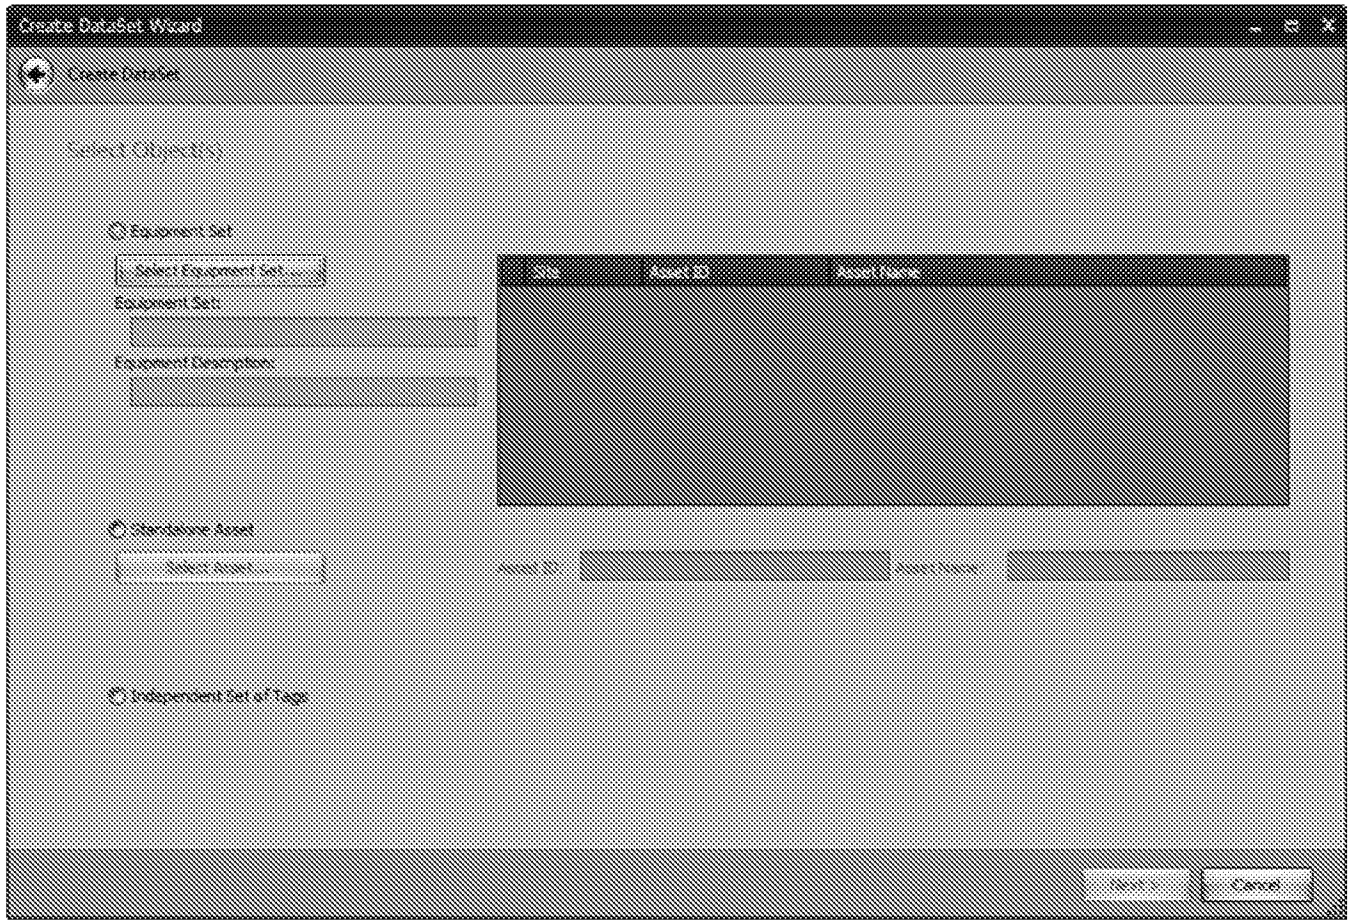 Create DataSet Wizard
Create DataSet
Select Object(s)
Equipment Set
Select Equipment Set...
Site Asset ID Asset Name
Equipment Set:
Equipment Description:
Standalone Asset
Select Asset...
Asset ID Asset Name
Independent Set of Tags
Next > Cancel